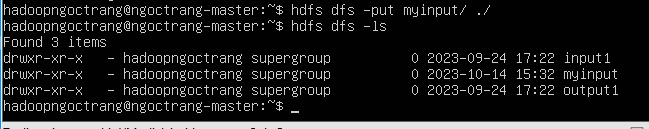 hadoopngoctrang@ngoctrang-master:~$ hdfs dfs -put myinput/ ./
hadoopngoctrang@ngoctrang-master:~$ hdfs dfs -ls
Found 3 items
drwxr-xr-x   - hadoopngoctrang supergroup          0 2023-09-24 17:22 input1
drwxr-xr-x   - hadoopngoctrang supergroup          0 2023-10-14 15:32 myinput
drwxr-xr-x   - hadoopngoctrang supergroup          0 2023-09-24 17:22 output1
hadoopngoctrang@ngoctrang-master:~$ _